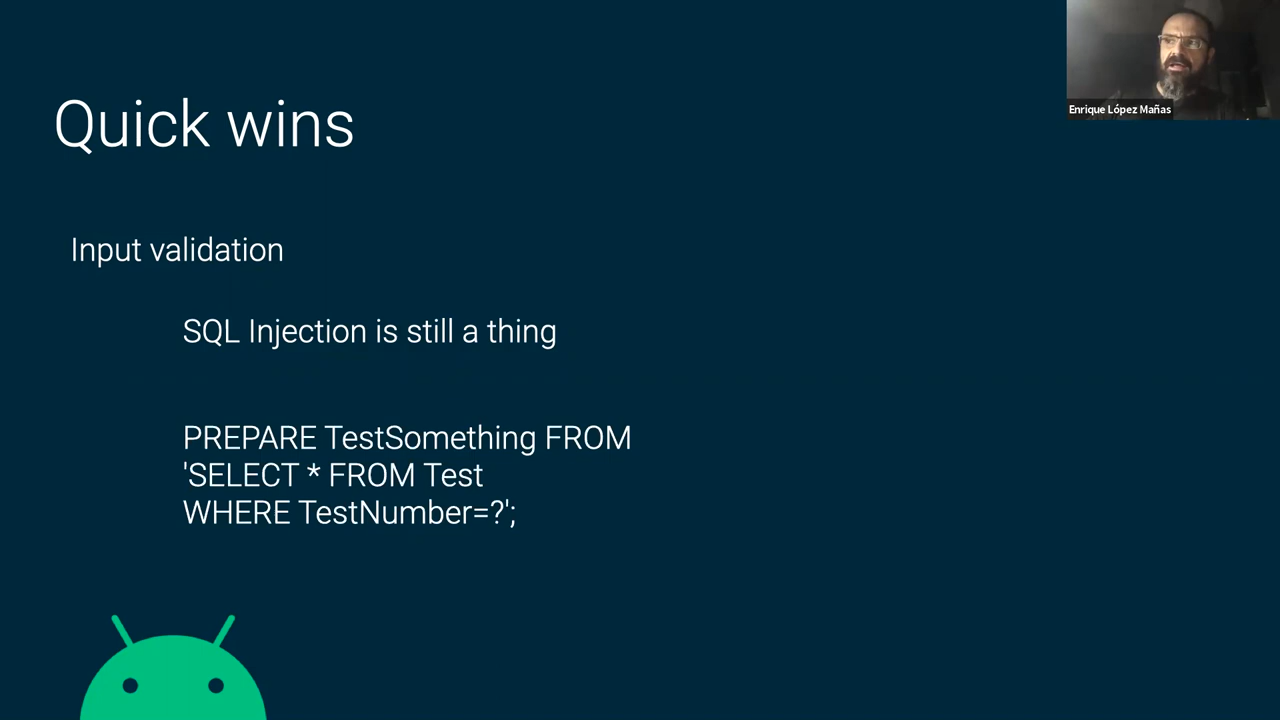 Quick wins
Enrique López Mañas
Input validation
SQL Injection is still a thing
PREPARE TestSomething FROM
'SELECT * FROM Test
WHERE TestNumber=?';